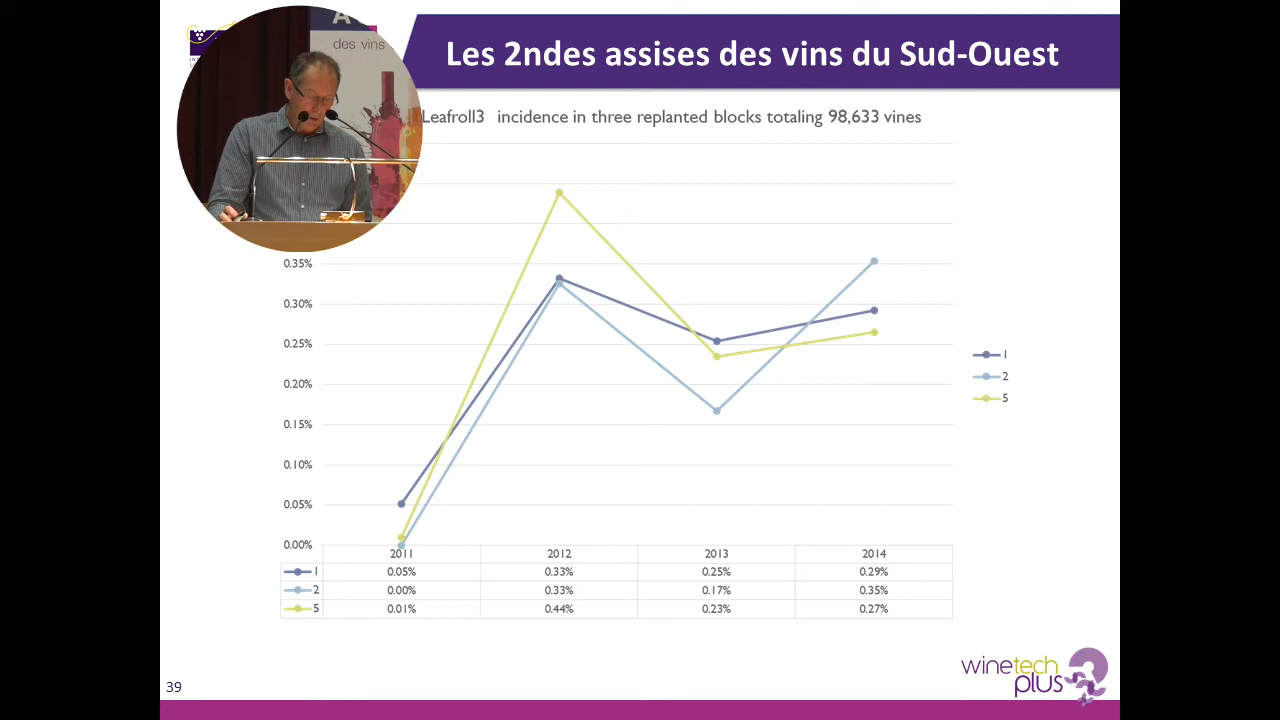 Les 2ndes assises des vins du Sud-Ouest
des vins
Leafroll3 incidence in three replanted blocks totaling 98,633 vines
0.35%
0.30%
0.25%
0.20%
0.15%
0.10%
0.05%
0.00%
1
2
5
2011 2012 2013 2014
1 0.05% 0.33% 0.25% 0.29%
2 0.00% 0.33% 0.17% 0.35%
5 0.01% 0.44% 0.23% 0.27%
winetech
plus
39